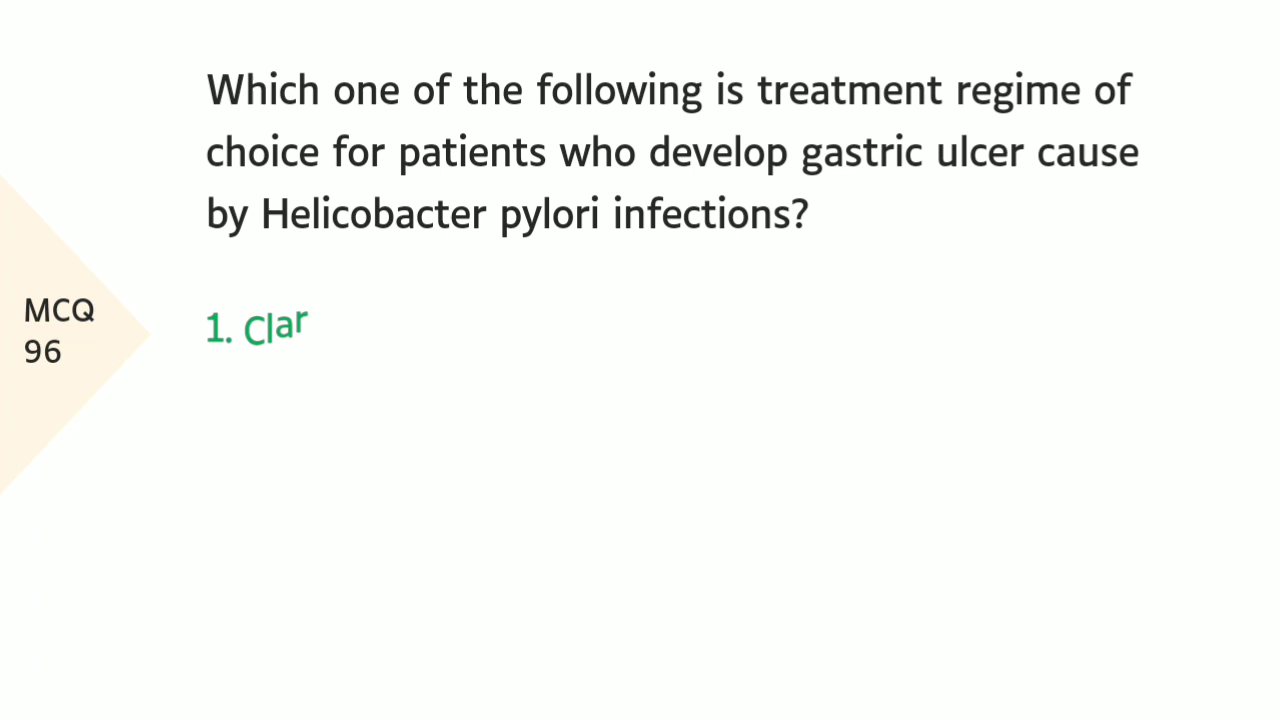 Which one of the following is treatment regime of
choice for patients who develop gastric ulcer cause
by Helicobacter pylori infections?
MCQ
96
1. Clar